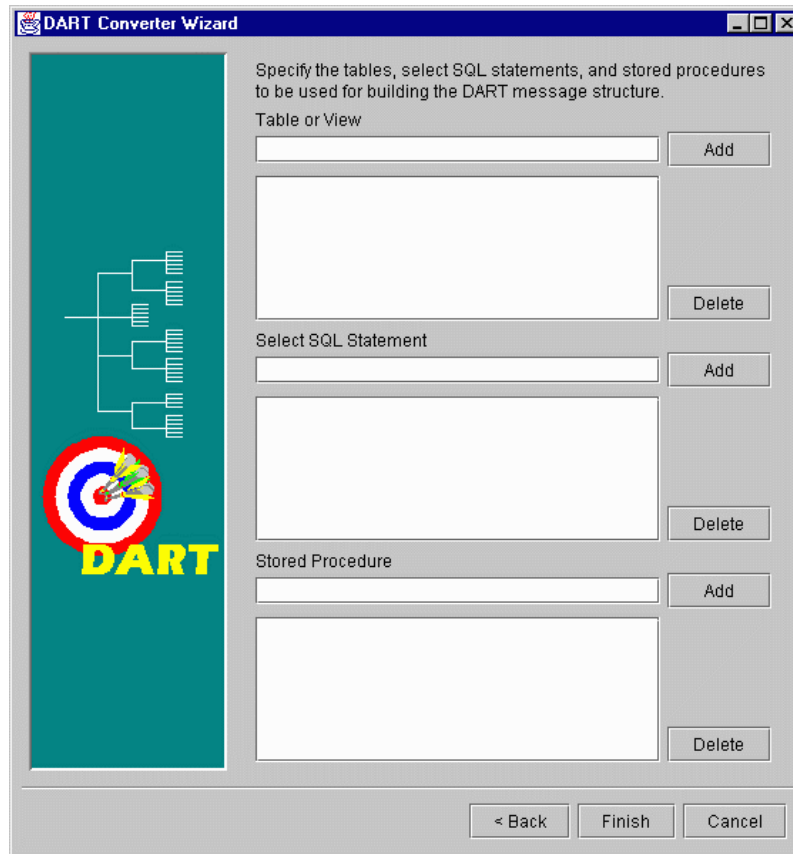 DART Converter Wizard
Specify the tables, select SQL statements, and stored procedures
to be used for building the DART message structure.
Table or View
Add
Delete
Select SQL Statement
Add
Delete
DART
Stored Procedure
Add
Delete
< Back
Finish
Cancel